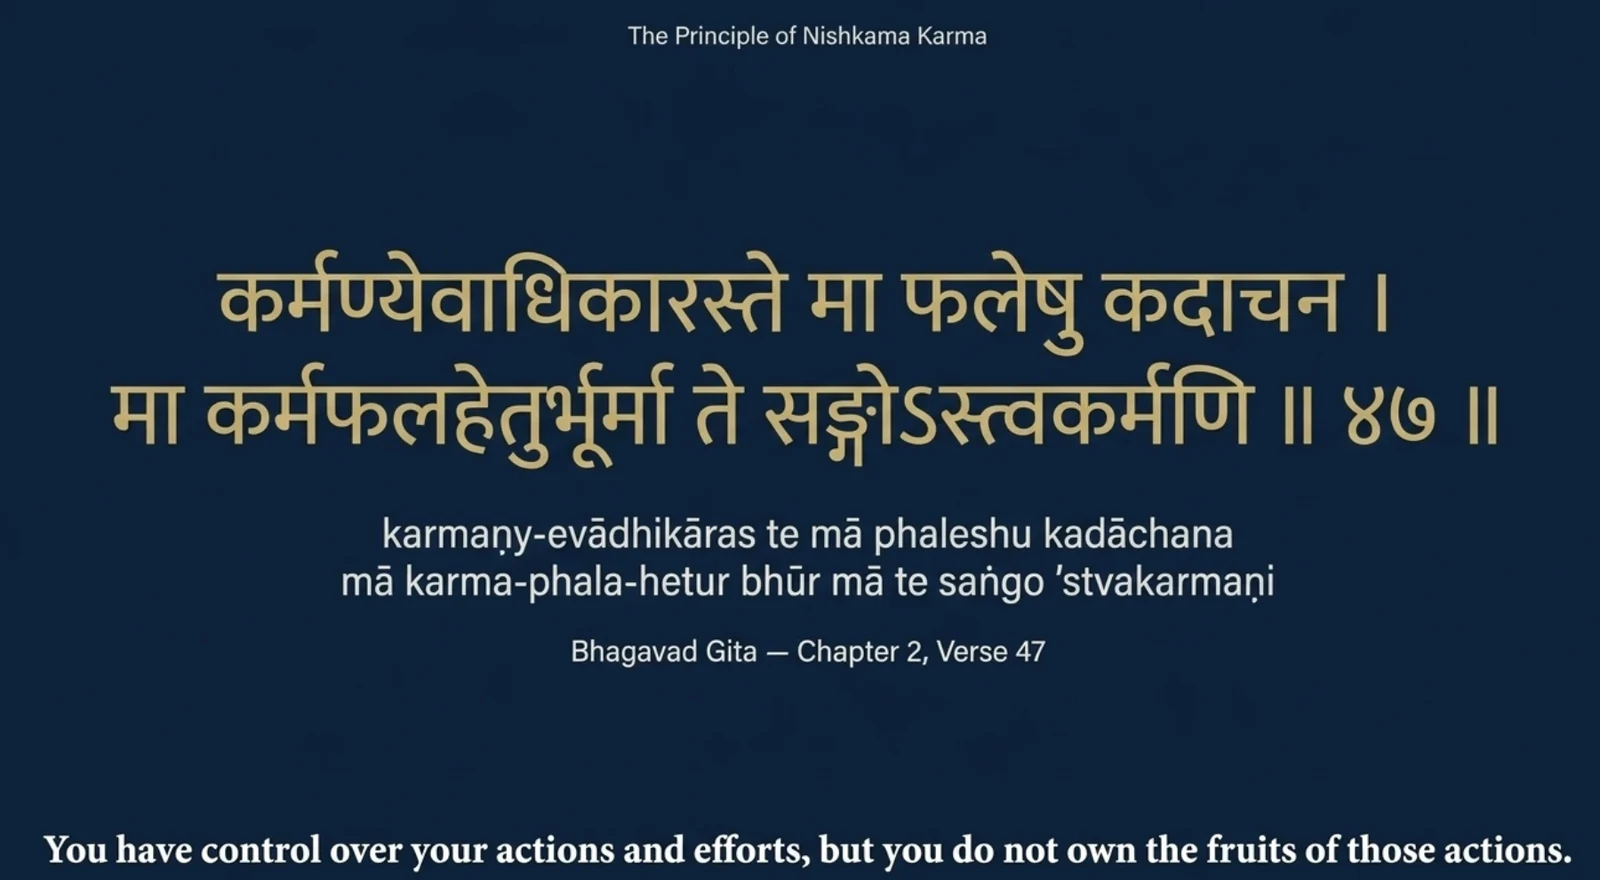 The Principle of Nishkama Karma
कर्मण्येवाधिकारस्ते मा फलेषु कदाचन ।
मा कर्मफलहेतुर्भूर्मा ते सङ्गोऽस्त्वकर्मणि ॥ ४७ ॥
karmaṇy-evādhikāras te mā phaleshu kadāchana
mā karma-phala-hetur bhūr mā te saṅgo ’stvakarmaṇi
Bhagavad Gita — Chapter 2, Verse 47
You have control over your actions and efforts, but you do not own the fruits of those actions.